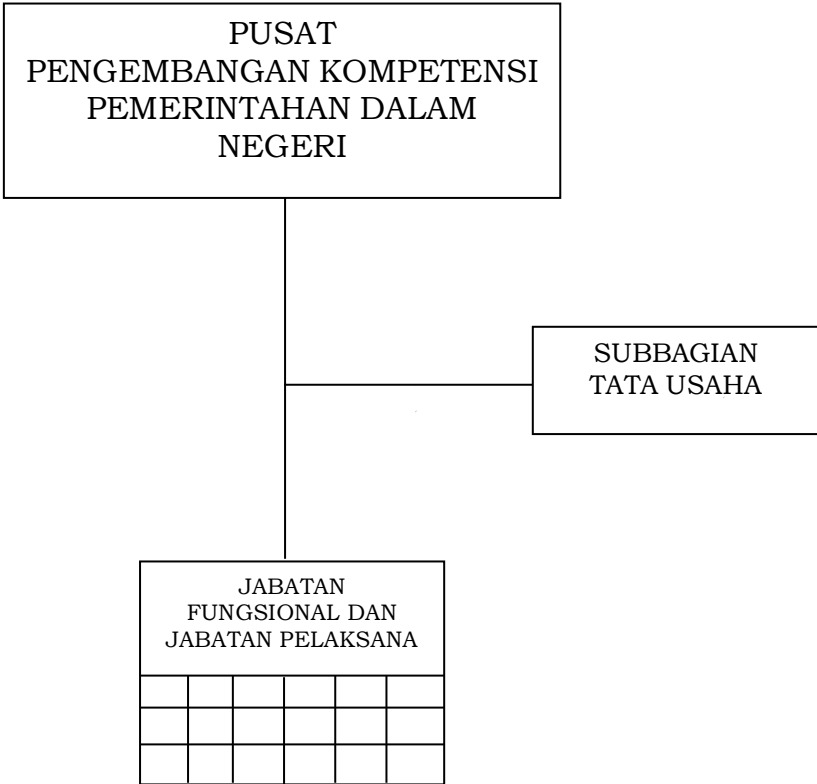 PUSAT
PENGEMBANGAN KOMPETENSI
PEMERINTAHAN DALAM
NEGERI
SUBBAGIAN
TATA USAHA
JABATAN
FUNGSIONAL DAN
JABATAN PELAKSANA